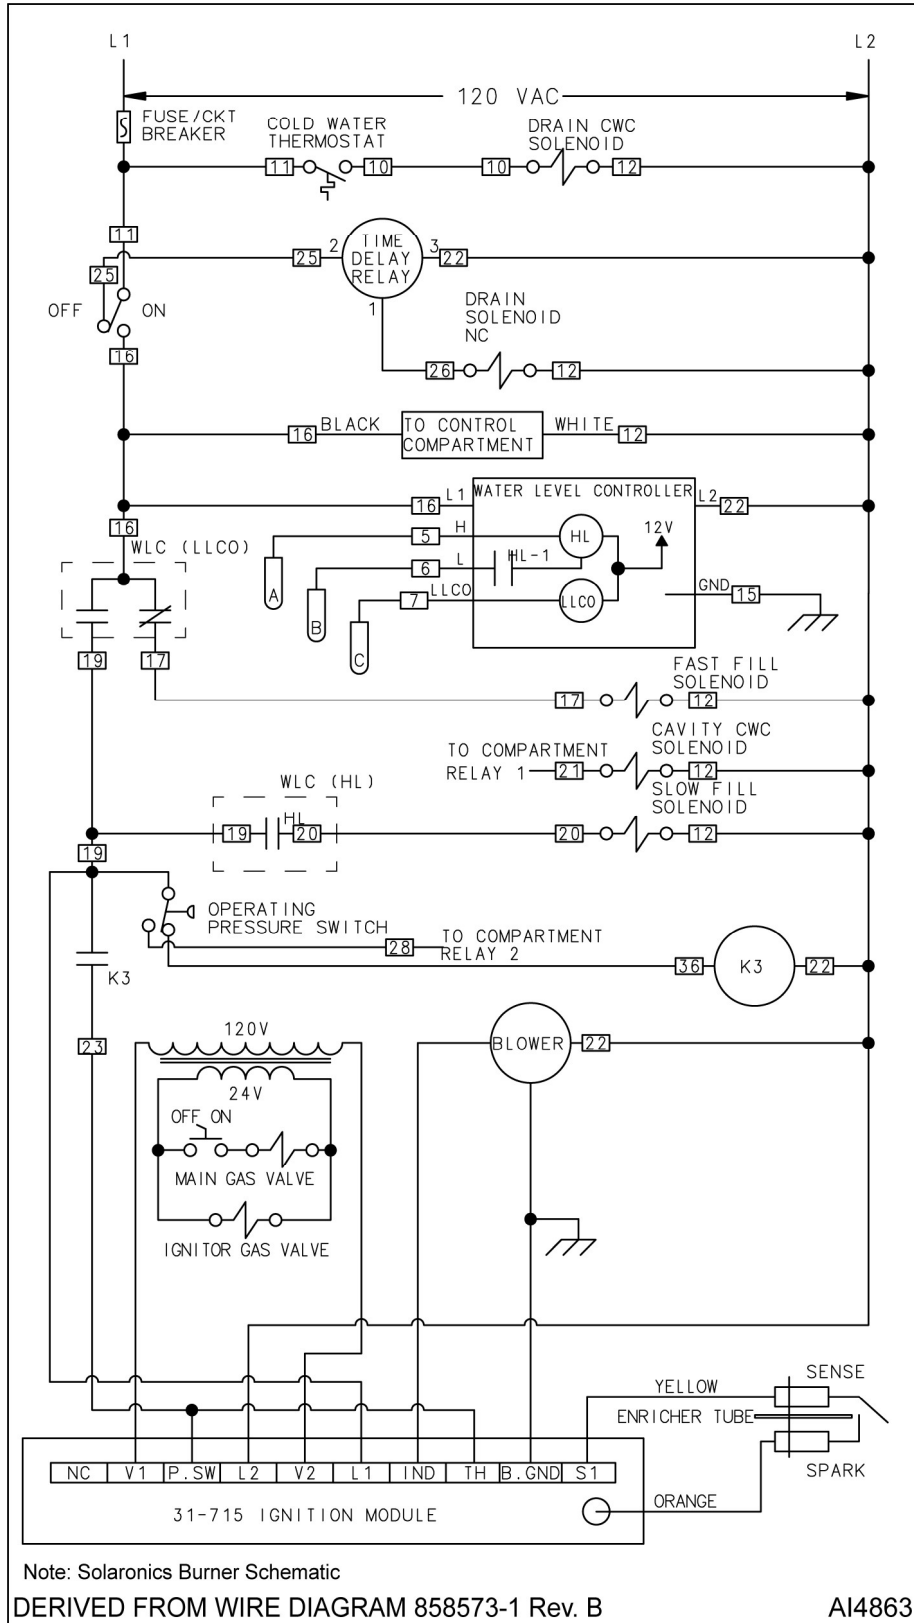 L1
L2
120 VAC
FUSE/CKT
BREAKER
COLD WATER
THERMOSTAT
DRAIN CWC
SOLENOID
11
10
10
12
11
25
2
TIME
DELAY
RELAY
3
22
25
OFF
ON
1
DRAIN
SOLENOID
NC
16
26
12
16
BLACK
TO CONTROL
COMPARTMENT
WHITE
12
16
L1
WATER LEVEL CONTROLLER
L2
22
16
5
H
HL
12V
WLC (LLCO)
6
L
HL-1
7
LLCO
LLCO
GND
15
A
B
C
19
17
FAST FILL
SOLENOID
17
12
CAVITY CWC
SOLENOID
TO COMPARTMENT
RELAY 1
21
12
WLC (HL)
SLOW FILL
SOLENOID
19
HL
20
20
12
19
OPERATING
PRESSURE SWITCH
28
TO COMPARTMENT
RELAY 2
K3
36
K3
22
23
120V
24V
BLOWER
22
OFF ON
MAIN GAS VALVE
IGNITOR GAS VALVE
SENSE
YELLOW
ENRICHER TUBE
SPARK
NC V1 P.SW L2 V2 L1 IND TH B.GND S1
31-715 IGNITION MODULE
ORANGE
Note: Solaronics Burner Schematic
DERIVED FROM WIRE DIAGRAM 858573-1 Rev. B
AI4863